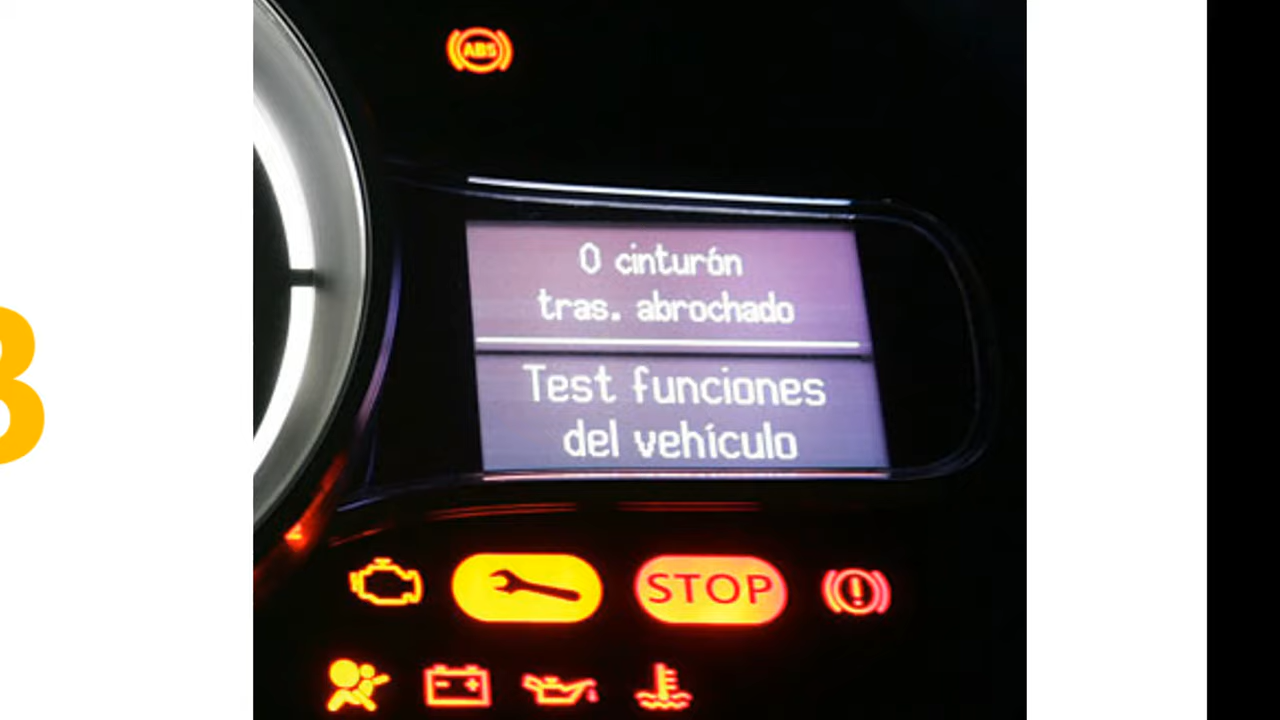 ABS
0 cinturón
tras. abrochado
Test funciones
del vehículo
STOP